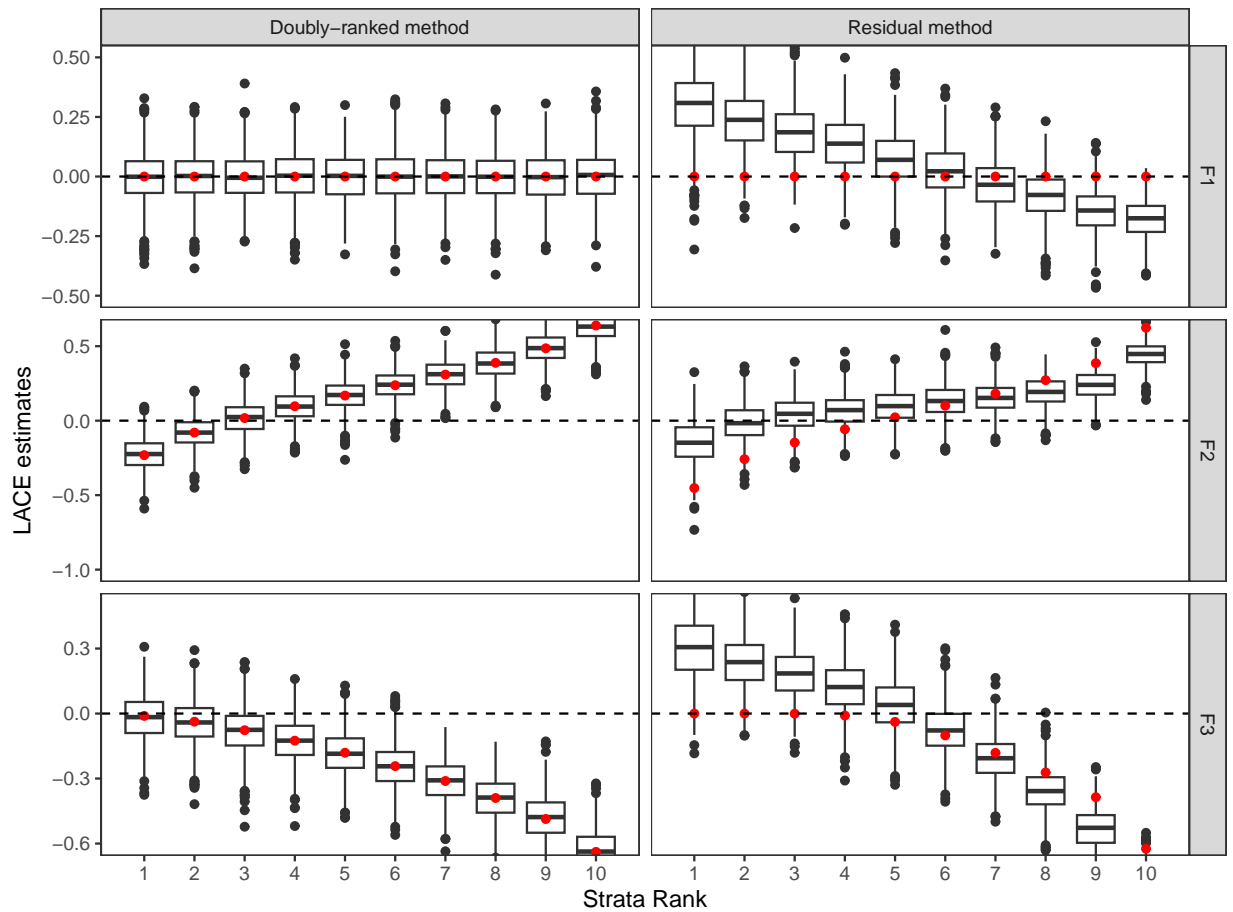 Doubly−ranked method
Residual method
0.50
0.25
0.00
−0.25
−0.50
F1
0.5
0.0
−0.5
−1.0
F2
0.3
0.0
−0.3
−0.6
F3
LACE estimates
1 2 3 4 5 6 7 8 9 10
1 2 3 4 5 6 7 8 9 10
Strata Rank